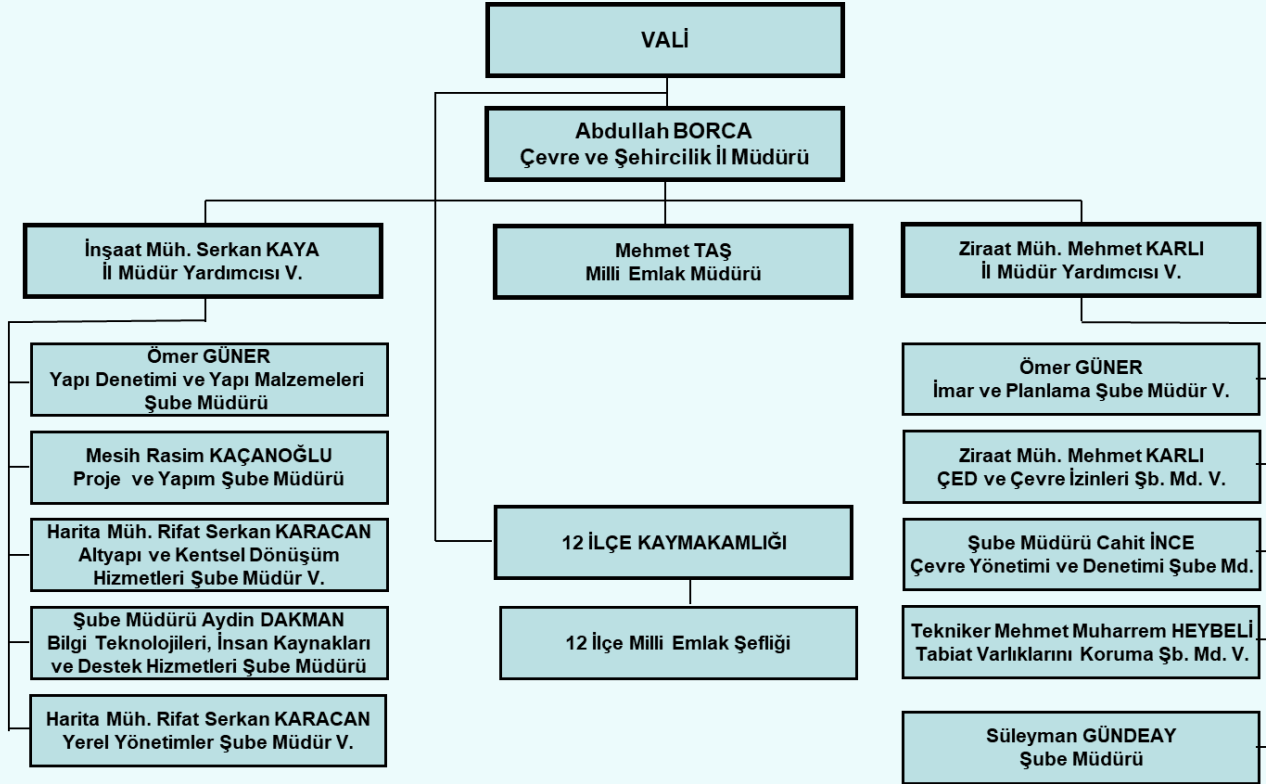 VALİ
Abdullah BORCA
Çevre ve Şehircilik İl Müdürü
İnşaat Müh. Serkan KAYA
İl Müdür Yardımcısı V.
Mehmet TAŞ
Milli Emlak Müdürü
Ziraat Müh. Mehmet KARLI
İl Müdür Yardımcısı V.
Ömer GÜNER
Yapı Denetimi ve Yapı Malzemeleri
Şube Müdürü
Mesih Rasim KAÇANOĞLU
Proje ve Yapım Şube Müdürü
Harita Müh. Rifat Serkan KARACAN
Altyapı ve Kentsel Dönüşüm
Hizmetleri Şube Müdür V.
Şube Müdürü Aydin DAKMAN
Bilgi Teknolojileri, İnsan Kaynakları
ve Destek Hizmetleri Şube Müdürü
Harita Müh. Rifat Serkan KARACAN
Yerel Yönetimler Şube Müdür V.
12 İLÇE KAYMAKAMLIĞI
12 İlçe Milli Emlak Şefliği
Ömer GÜNER
İmar ve Planlama Şube Müdür V.
Ziraat Müh. Mehmet KARLI
ÇED ve Çevre İzinleri Şb. Md. V.
Şube Müdürü Cahit İNCE
Çevre Yönetimi ve Denetimi Şube Md.
Tekniker Mehmet Muharrem HEYBELİ
Tabiat Varlıklarını Koruma Şb. Md. V.
Süleyman GÜNDEAY
Şube Müdürü